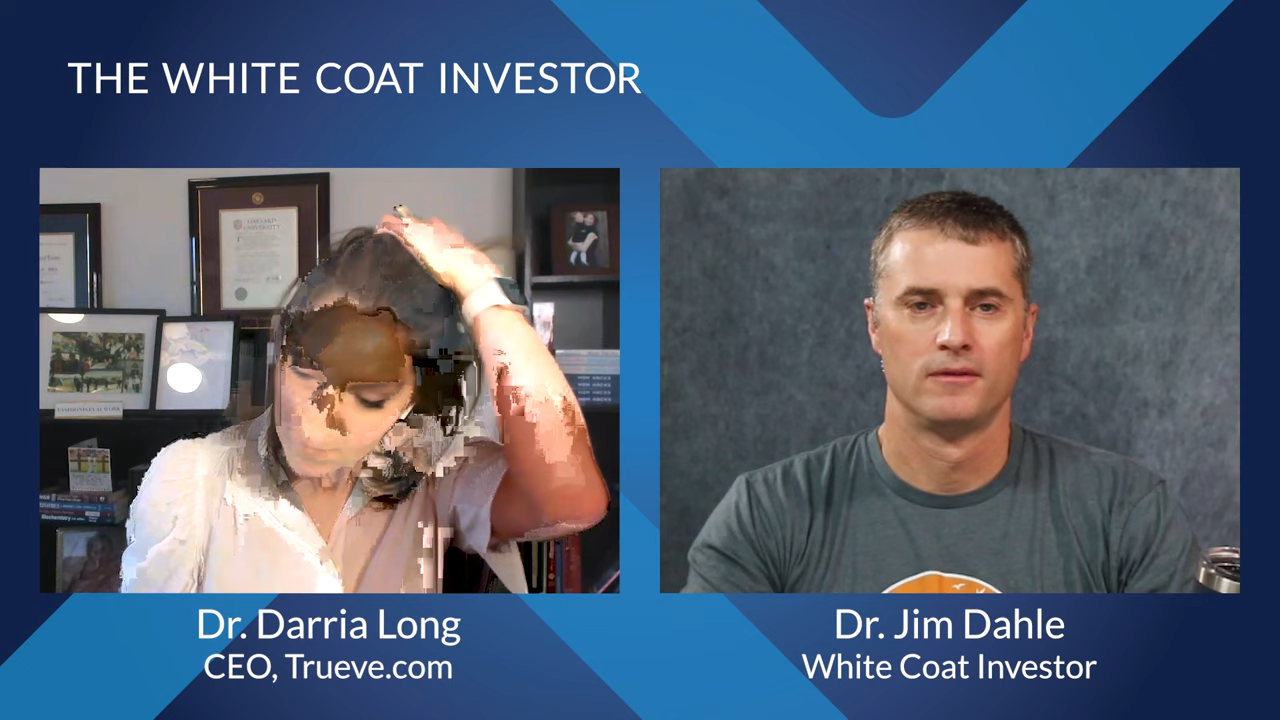 THE WHITE COAT INVESTOR
Dr. Darria Long
CEO, Trueve.com
Dr. Jim Dahle
White Coat Investor